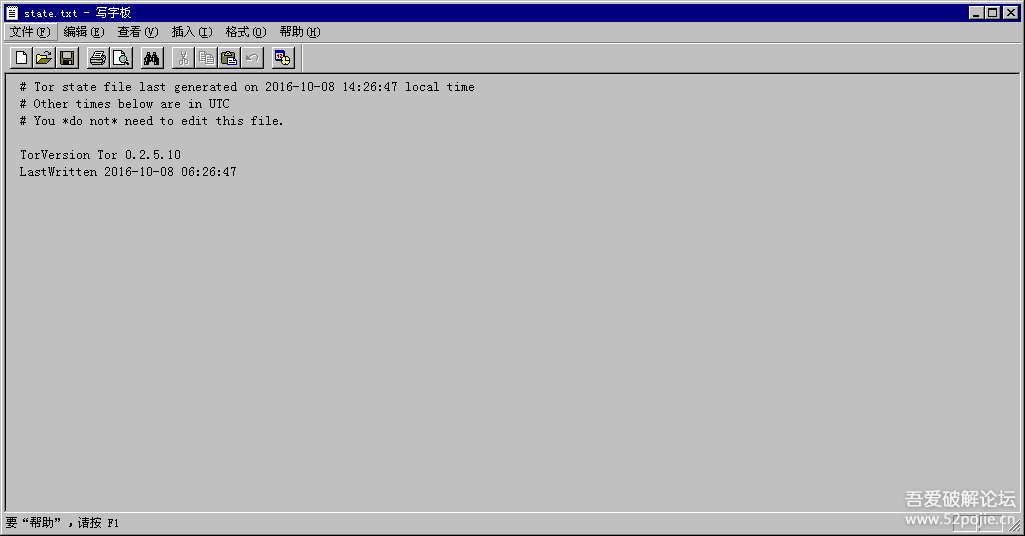 state.txt - 写字板
文件(F) 编辑(E) 查看(V) 插入(I) 格式(O) 帮助(H)
# Tor state file last generated on 2016-10-08 14:26:47 local time
# Other times below are in UTC
# You *do not* need to edit this file.
TorVersion Tor 0.2.5.10
LastWritten 2016-10-08 06:26:47
吾爱破解论坛
www.52pojie.cn
要“帮助”，请按 F1